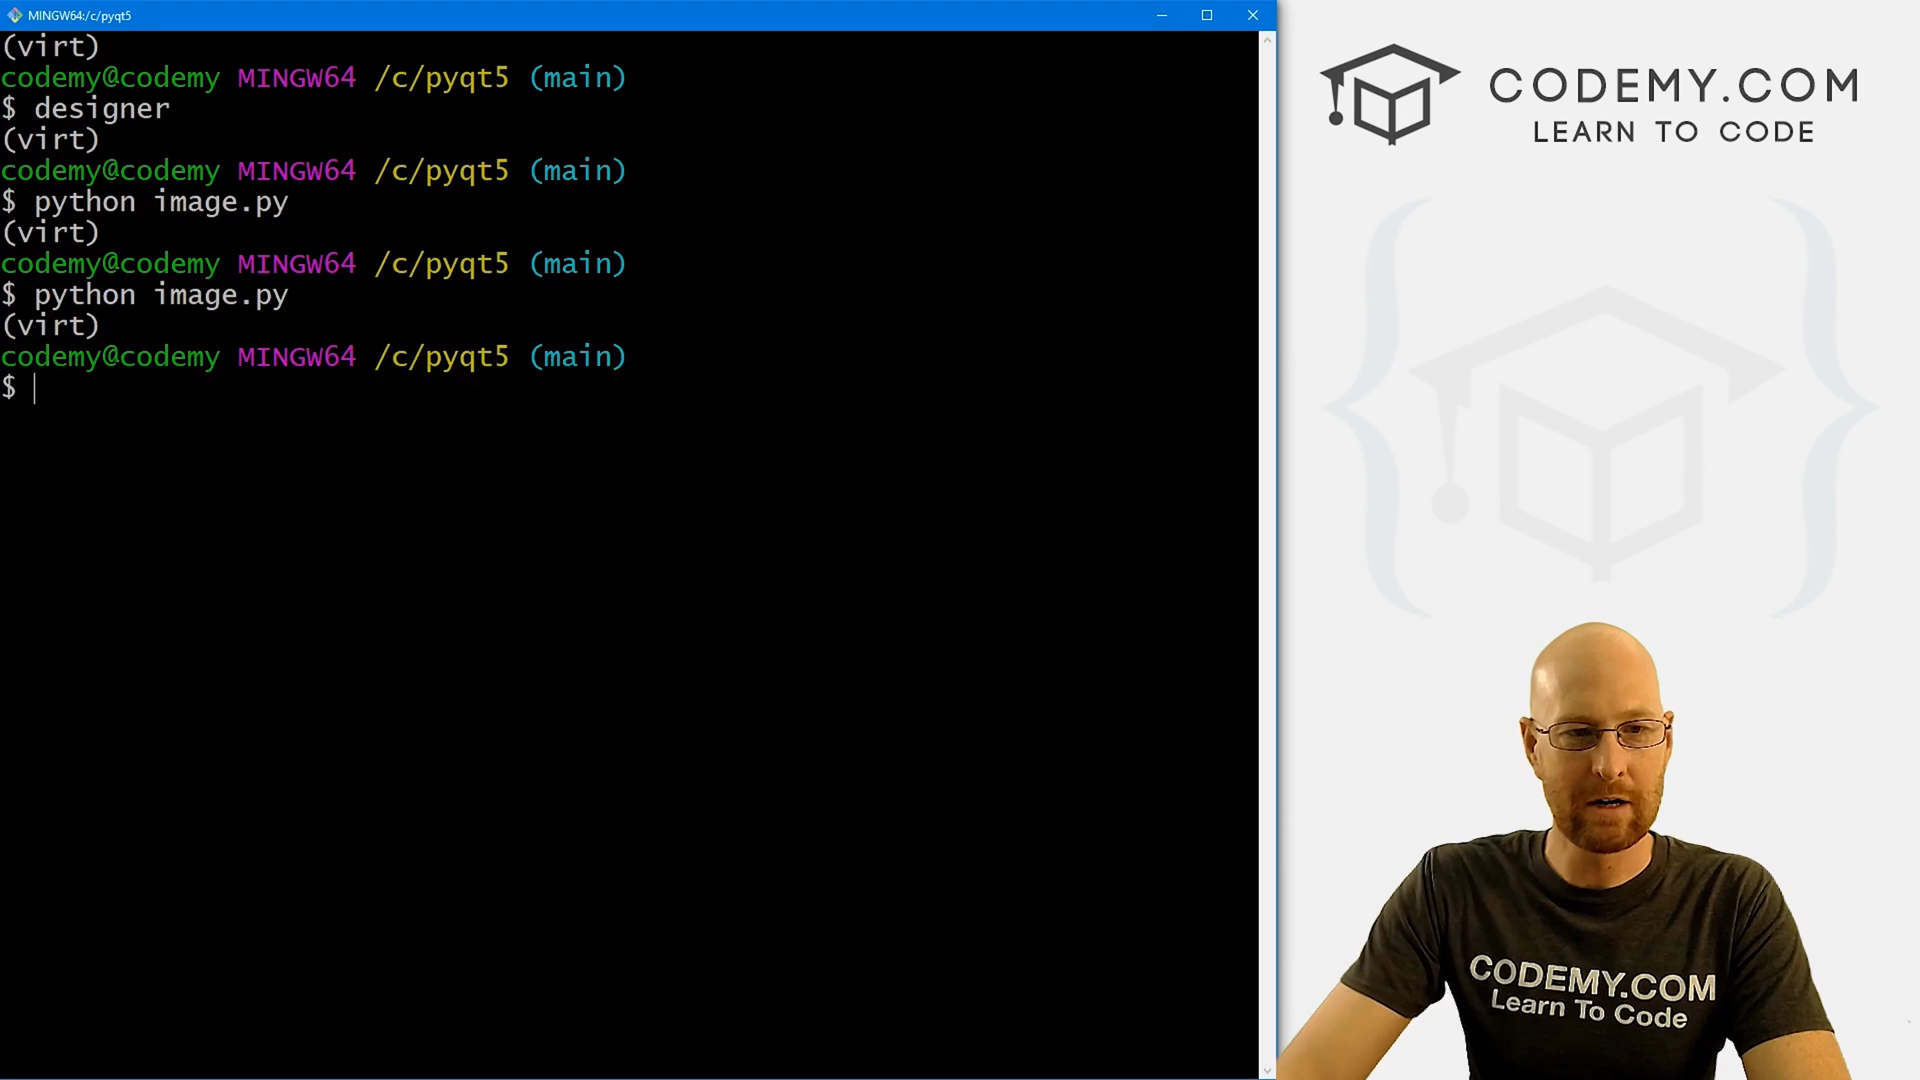 MINGW64:/c/pyqt5
(virt)
codemy@codemy MINGW64 /c/pyqt5 (main)
$ designer
(virt)
codemy@codemy MINGW64 /c/pyqt5 (main)
$ python image.py
(virt)
codemy@codemy MINGW64 /c/pyqt5 (main)
$ python image.py
(virt)
codemy@codemy MINGW64 /c/pyqt5 (main)
$
CODEMY.COM
LEARN TO CODE
CODEMY.COM
Learn To Code